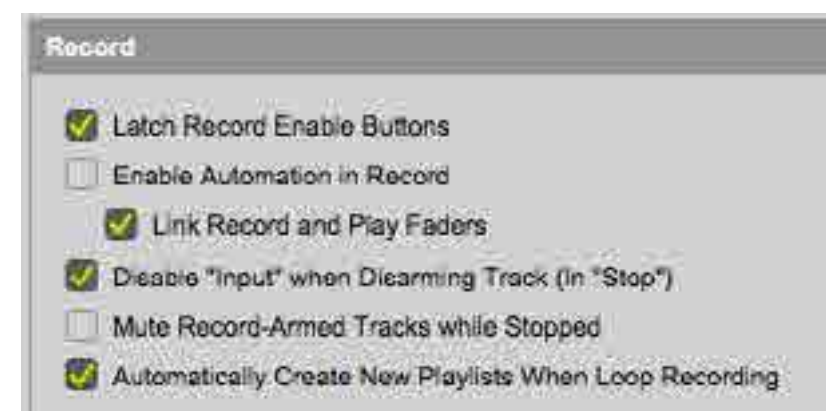 Record
Latch Record Enable Buttons
Enable Automation in Record
Link Record and Play Faders
Disable "Input" when Disarming Track (In "Stop")
Mute Record-Armed Tracks while Stopped
Automatically Create New Playlists When Loop Recording